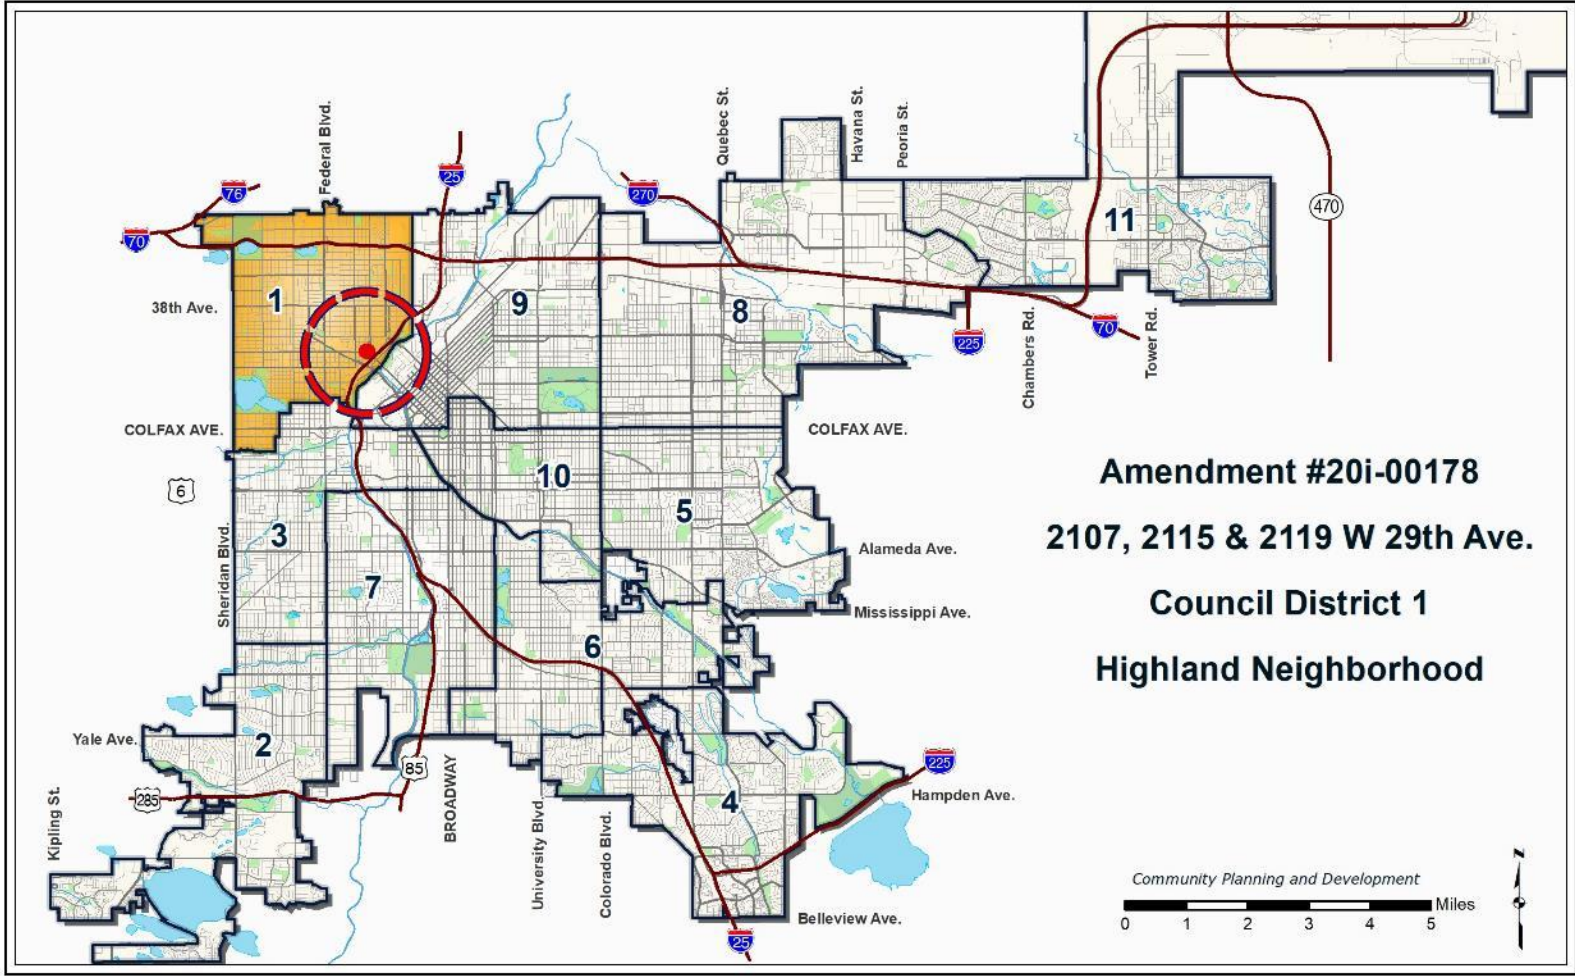 Federal Blvd.
Quebec St.
Havana St.
Peoria St.
76
25
270
70
470
11
1
9
8
38th Ave.
225
70
Chambers Rd.
Tower Rd.
COLFAX AVE.
COLFAX AVE.
10
6
5
3
Sheridan Blvd.
Alameda Ave.
7
Mississippi Ave.
6
Amendment #20i-00178
2107, 2115 & 2119 W 29th Ave.
Council District 1
Highland Neighborhood
Yale Ave.
2
85
225
285
4
Hampden Ave.
Kipling St.
BROADWAY
University Blvd.
Colorado Blvd.
Belleview Ave.
25
Community Planning and Development
Miles
0 1 2 3 4 5
N